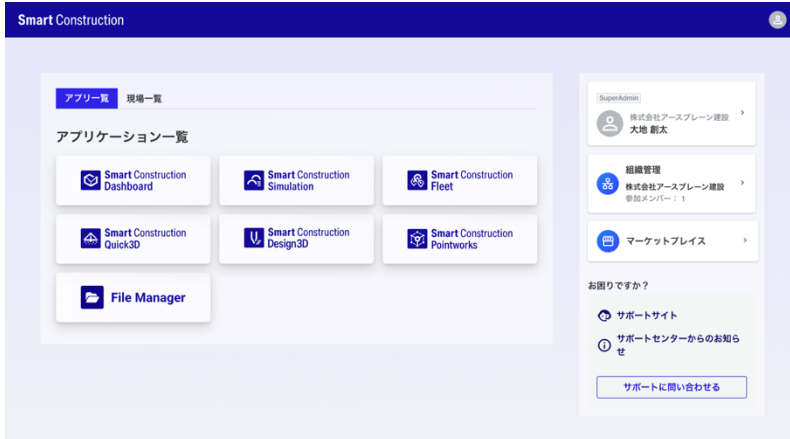 Smart Construction
アプリ一覧 現場一覧
アプリケーション一覧
Smart Construction
Dashboard
Smart Construction
Simulation
Smart Construction
Fleet
Smart Construction
Quick3D
Smart Construction
Design3D
Smart Construction
Pointworks
File Manager
SuperAdmin
株式会社アースブレーン建設
大地 創太
組織管理
株式会社アースブレーン建設
参加メンバー： 1
マーケットプレイス
お困りですか？
サポートサイト
サポートセンターからのお知ら
せ
サポートに問い合わせる